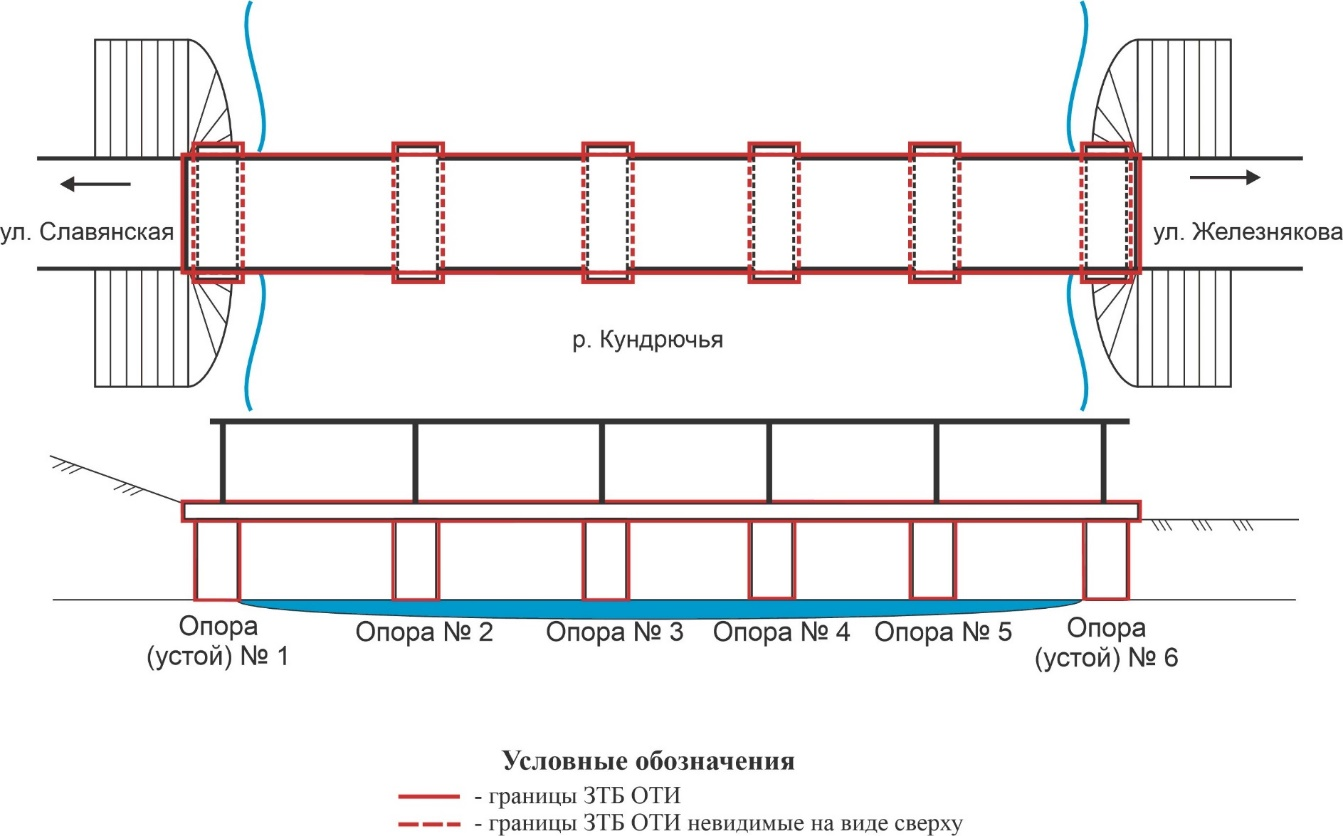 ул. Славянская
ул. Железнякова
р. Кундрючья
Опора
(устой) № 1
Опора № 2
Опора № 3
Опора № 4
Опора № 5
Опора
(устой) № 6
Условные обозначения
- границы ЗТБ ОТИ
- границы ЗТБ ОТИ невидимые на виде сверху